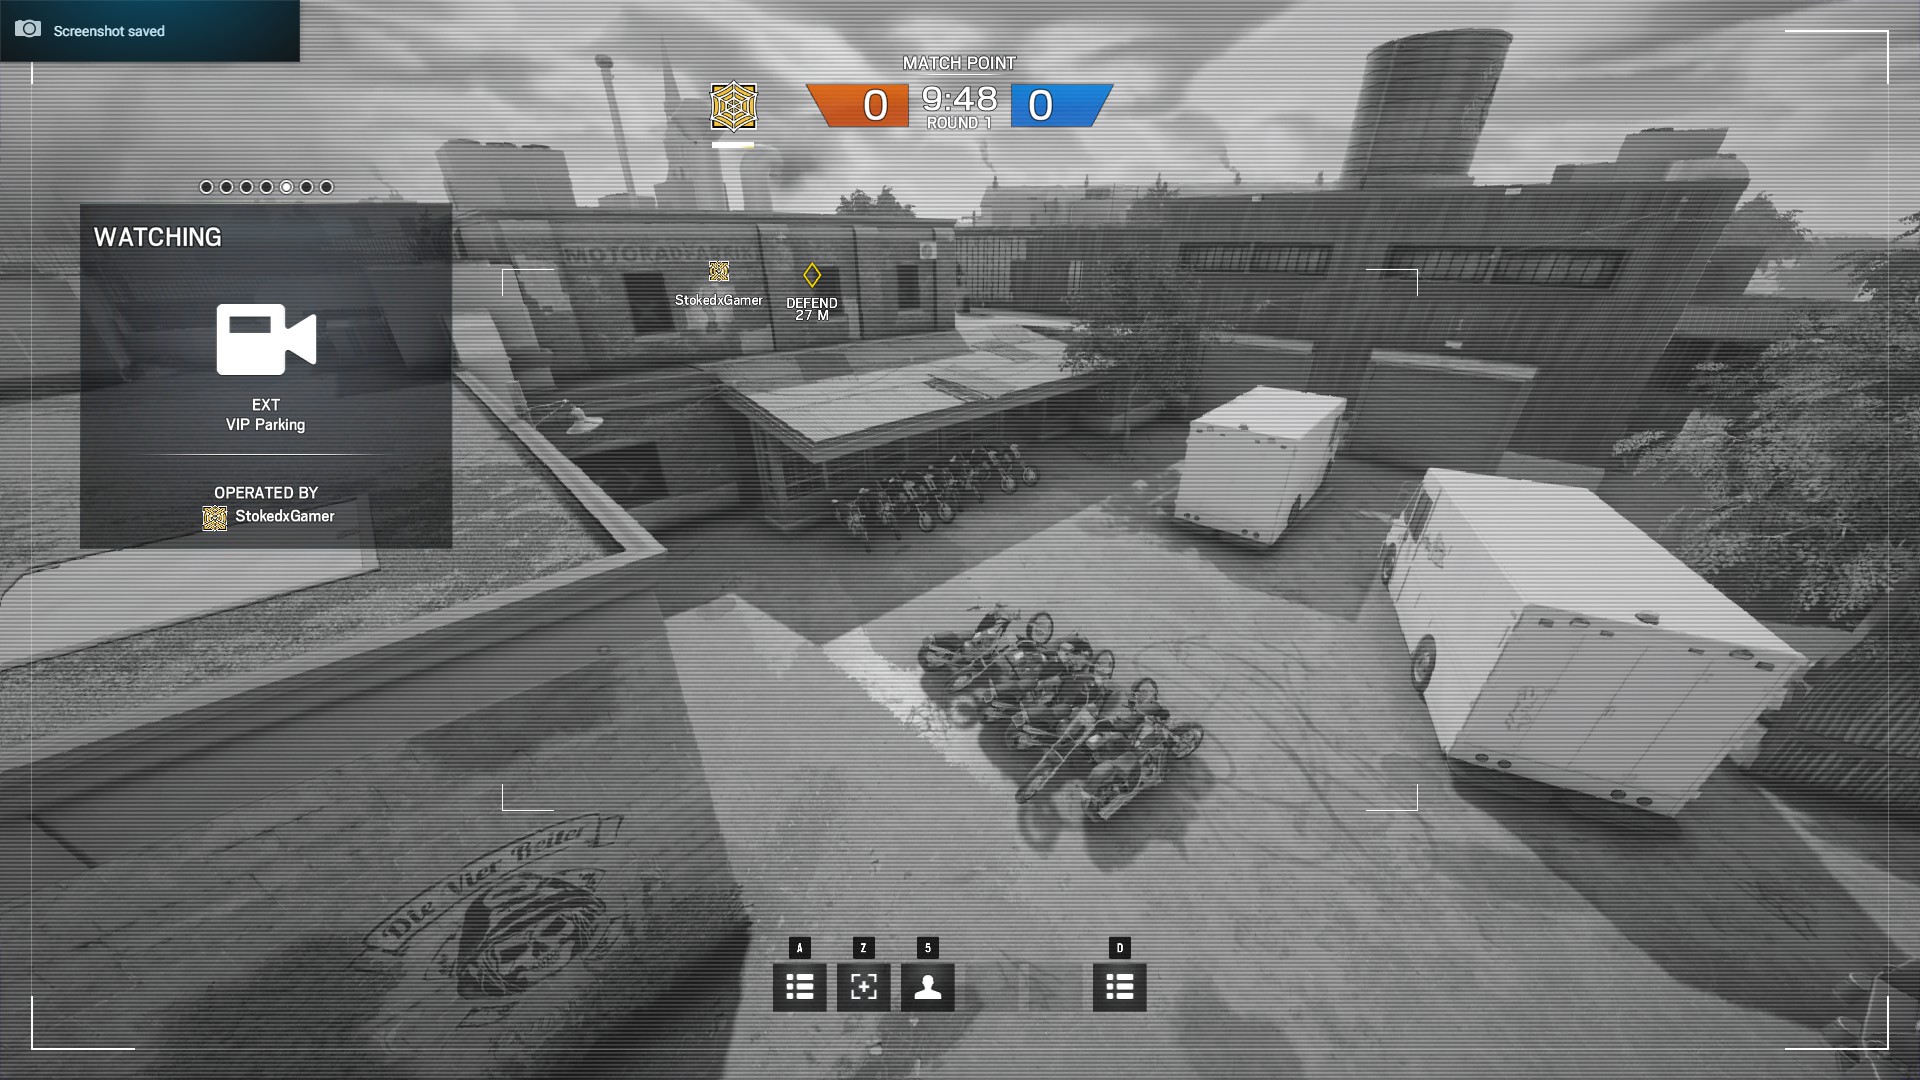 Screenshot saved
MATCH POINT
0
9:48
0
ROUND 1
WATCHING
StokedxGamer
DEFEND
27 M
EXT
VIP Parking
OPERATED BY
StokedxGamer
Die Vier Reiter
A
Z
5
D